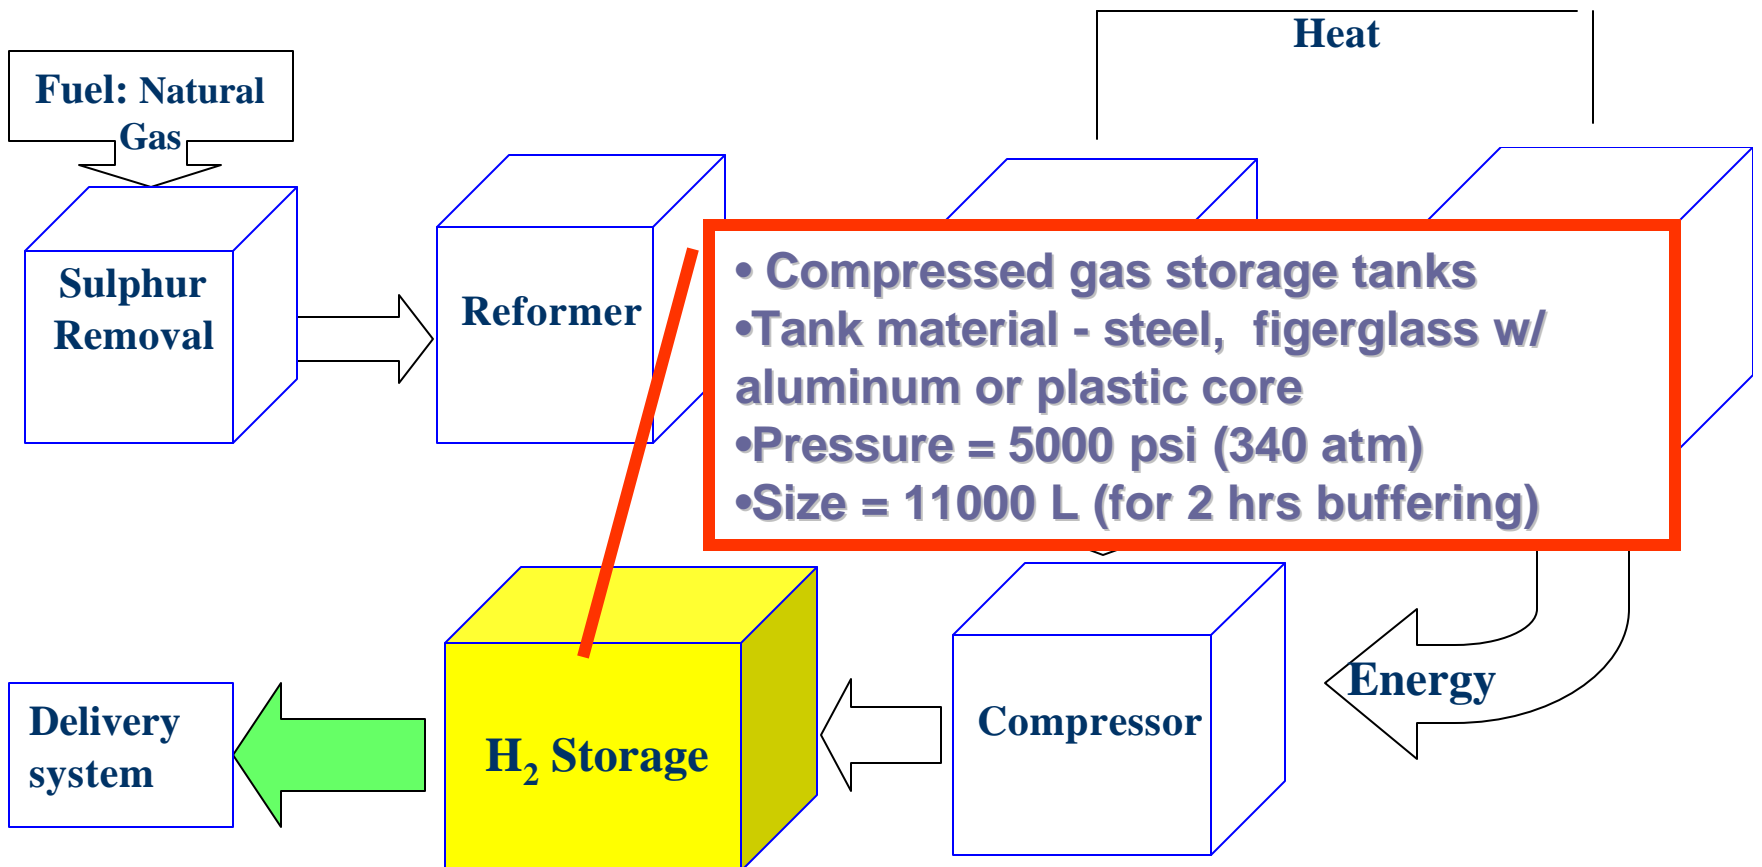 Heat
Fuel: Natural
Gas
Sulphur
Removal
Reformer
• Compressed gas storage tanks
•Tank material - steel, figerglass w/
aluminum or plastic core
•Pressure = 5000 psi (340 atm)
•Size = 11000 L (for 2 hrs buffering)
Delivery
system
H2 Storage
Compressor
Energy